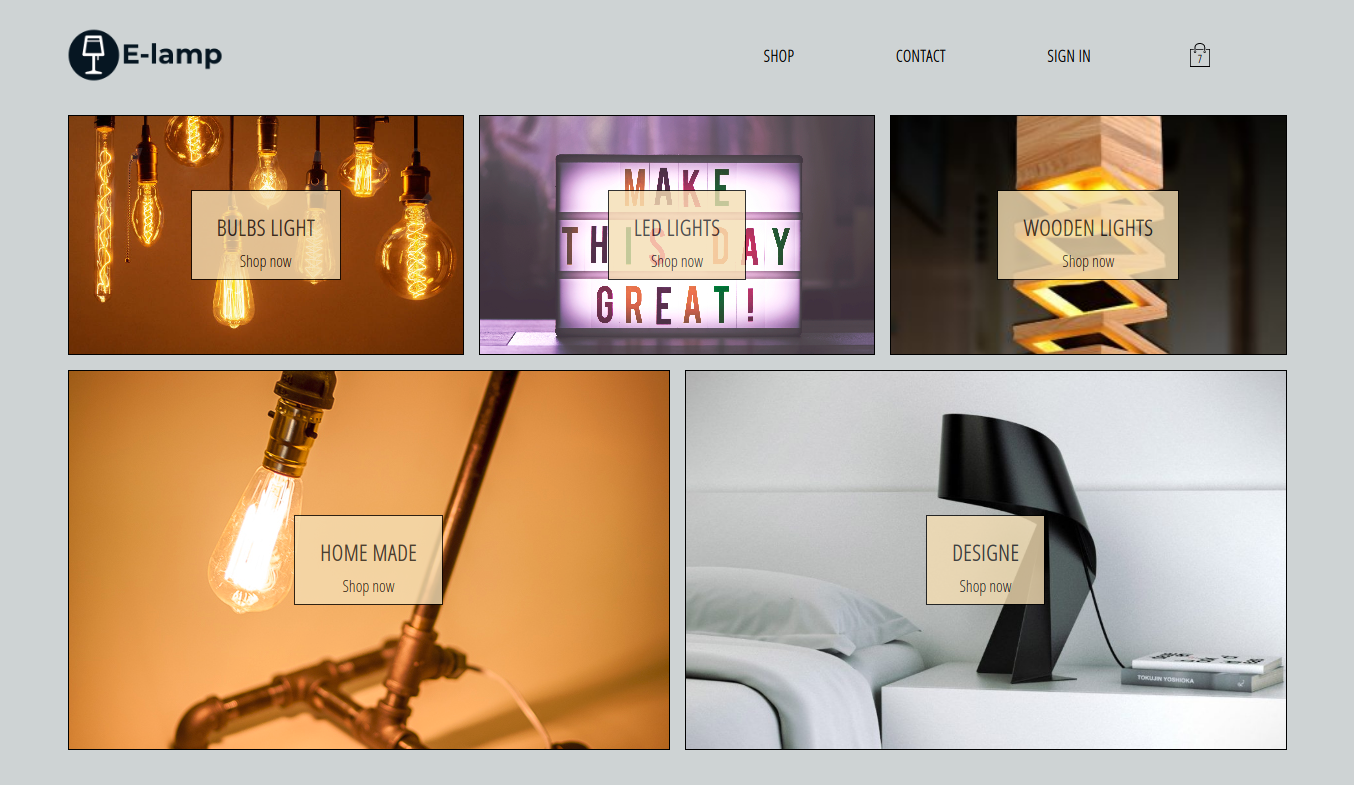 E-lamp
SHOP
CONTACT
SIGN IN
7
BULBS LIGHT
Shop now
MAKE
THIS DAY
GREAT!
LED LIGHTS
Shop now
WOODEN LIGHTS
Shop now
HOME MADE
Shop now
DESIGNE
Shop now
TOKUJIN YOSHIOKA